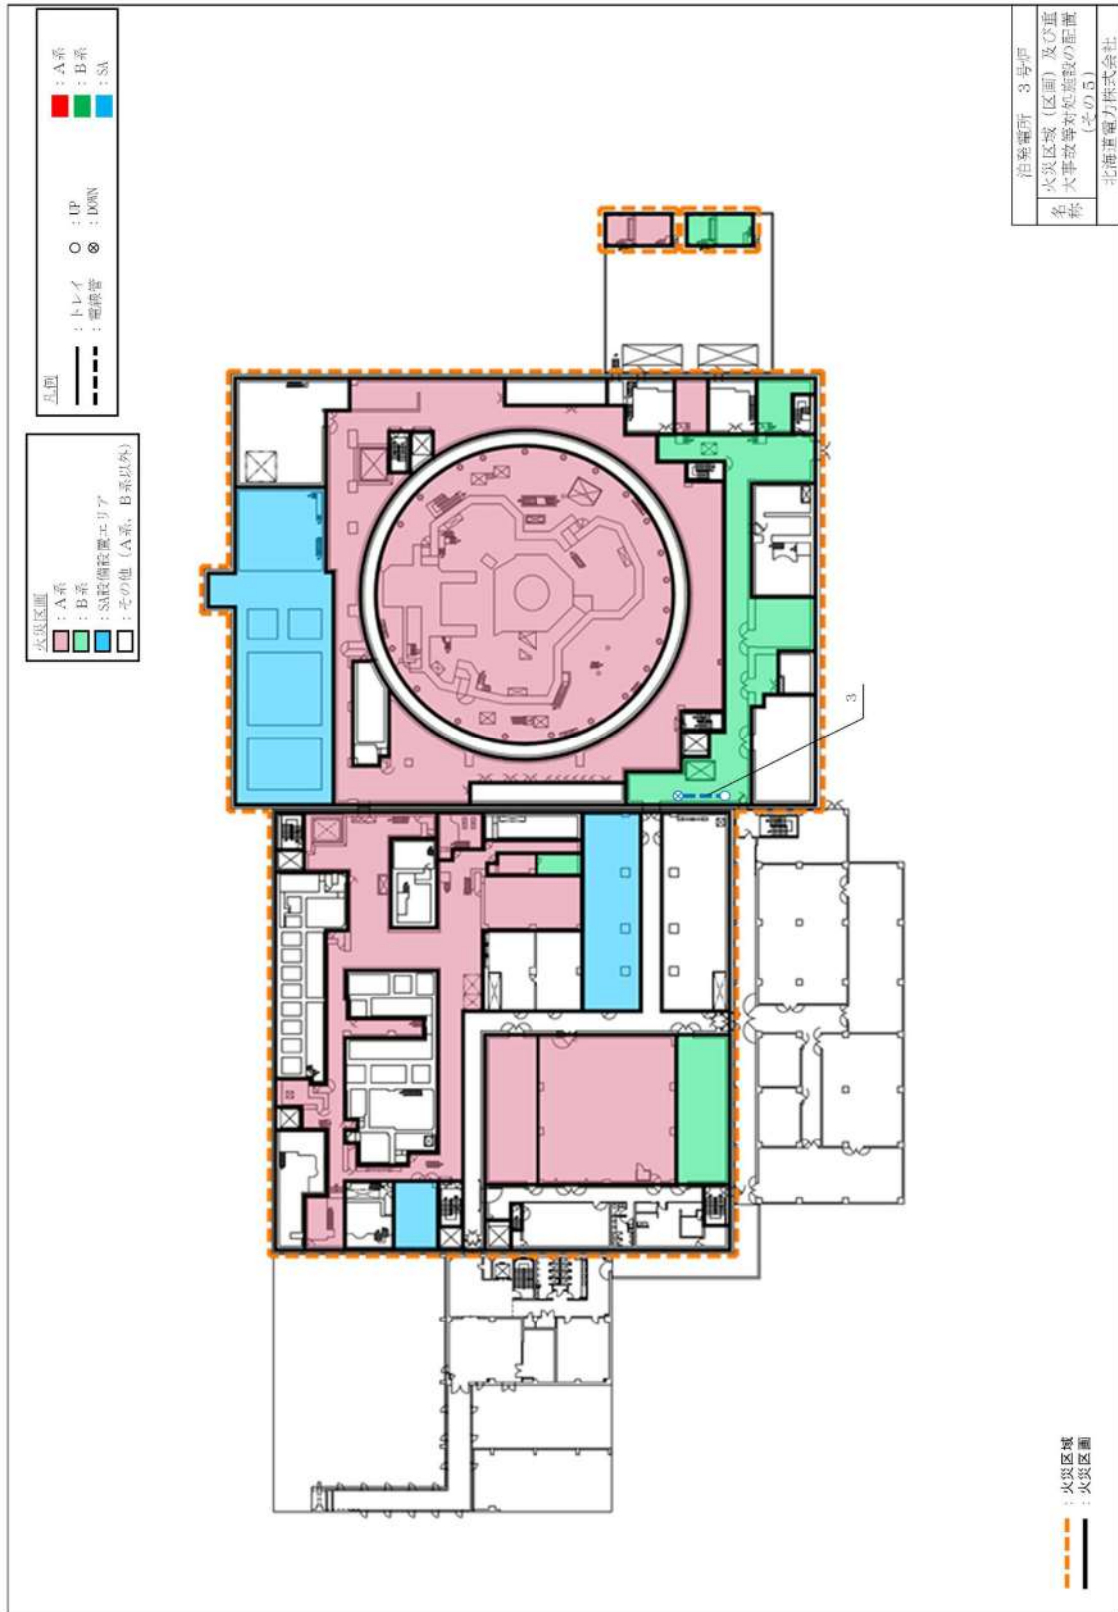 火災区画
：A系
：B系
：SA設備設置エリア
：その他（A系、B系以外）
凡例
：トレイ
：電線管
○：UP
⊗：DOWN
：A系
：B系
：SA
3
：火災区域
：火災区画
泊発電所　3号炉
名称
火災区域（区画）及び重
大事故等対処施設の配置
（その5）
北海道電力株式会社